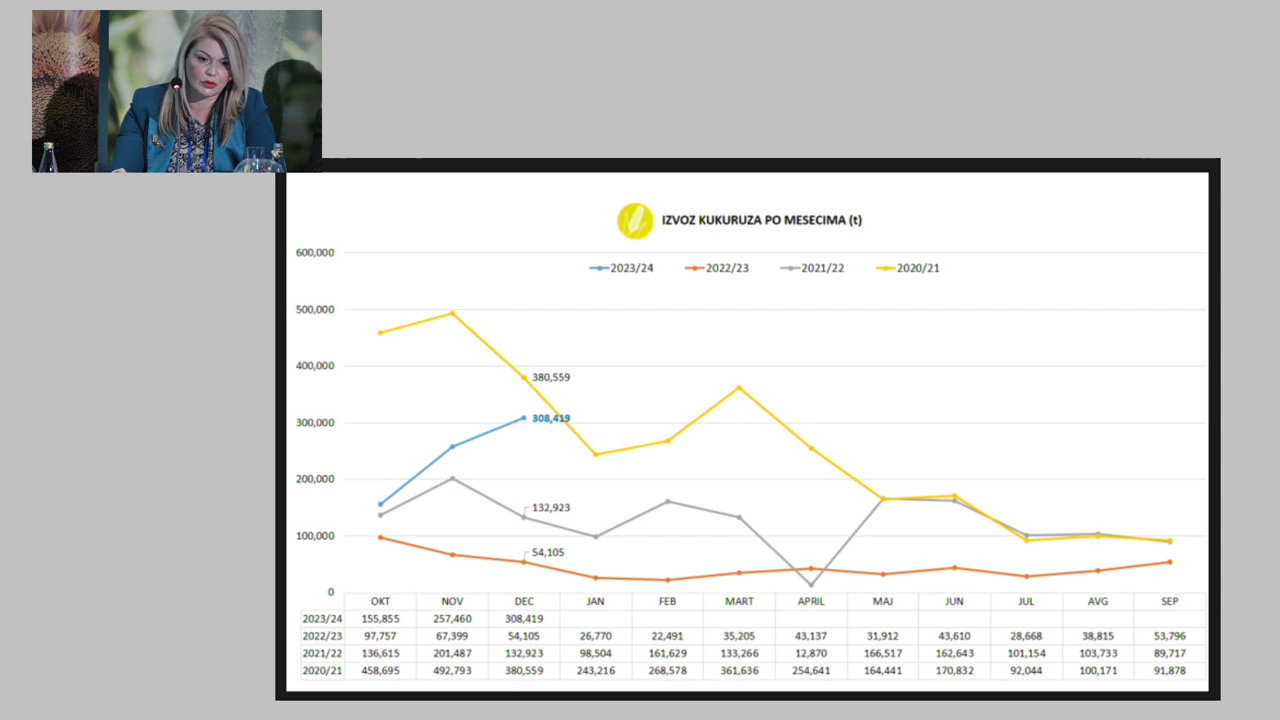 IZVOZ KUKURUZA PO MESECIMA (t)
600,000
2023/24 2022/23 2021/22 2020/21
500,000
400,000
380,559
300,000
308,419
200,000
132,923
100,000
54,105
0
OKT NOV DEC JAN FEB MART APRIL MAJ JUN JUL AVG SEP
2023/24 155,855 257,460 308,419
2022/23 97,757 67,399 54,105 26,770 22,491 35,205 43,137 31,912 43,610 28,668 38,815 53,796
2021/22 136,615 201,487 132,923 98,504 161,629 133,266 12,870 166,517 162,643 101,154 103,733 89,717
2020/21 458,695 492,793 380,559 243,216 268,578 361,636 254,641 164,441 170,832 92,044 100,171 91,878